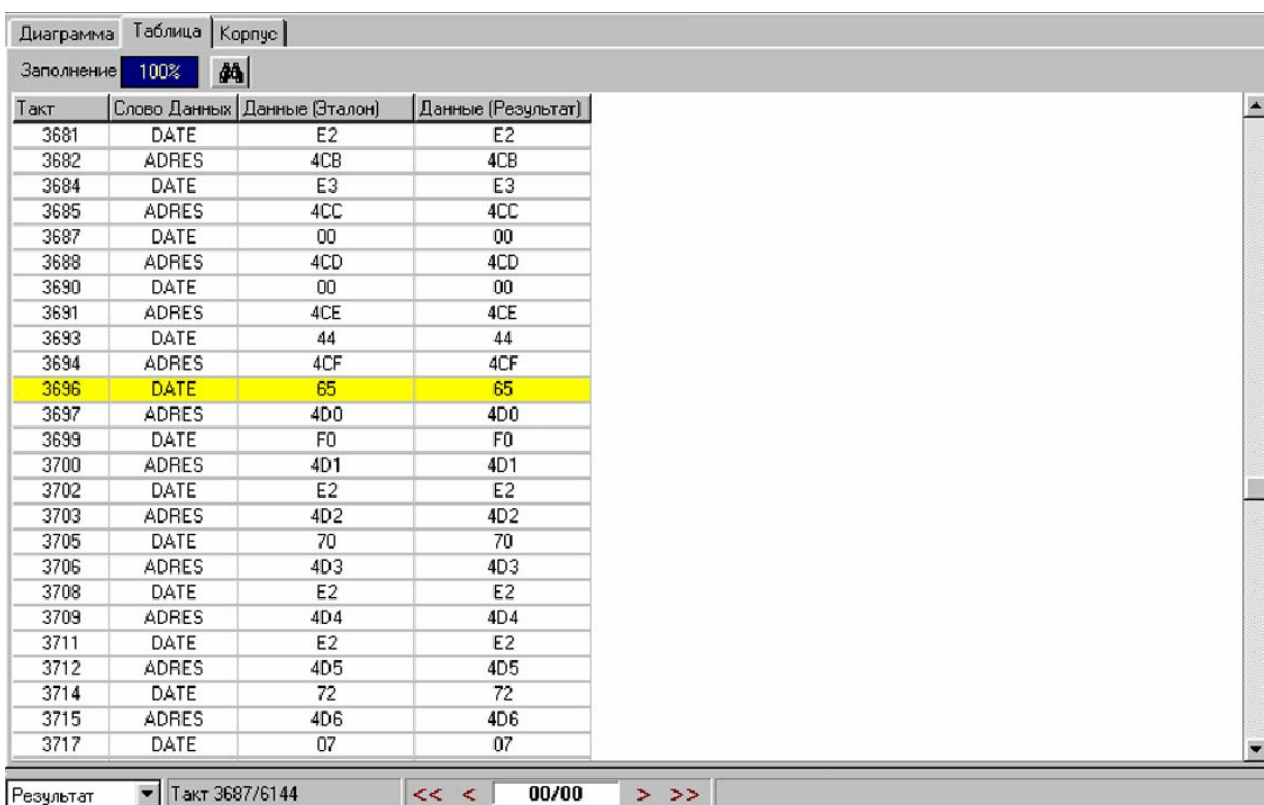 Диаграмма Таблица Корпус
Заполнение 100%
Такт Слово Данных Данные (Эталон) Данные (Результат)
3681 DATE E2 E2
3682 ADRES 4CB 4CB
3684 DATE E3 E3
3685 ADRES 4CC 4CC
3687 DATE 00 00
3688 ADRES 4CD 4CD
3690 DATE 00 00
3691 ADRES 4CE 4CE
3693 DATE 44 44
3694 ADRES 4CF 4CF
3696 DATE 65 65
3697 ADRES 4D0 4D0
3699 DATE F0 F0
3700 ADRES 4D1 4D1
3702 DATE E2 E2
3703 ADRES 4D2 4D2
3705 DATE 70 70
3706 ADRES 4D3 4D3
3708 DATE E2 E2
3709 ADRES 4D4 4D4
3711 DATE E2 E2
3712 ADRES 4D5 4D5
3714 DATE 72 72
3715 ADRES 4D6 4D6
3717 DATE 07 07
Результат Такт 3687/6144 << < 00/00 > >>